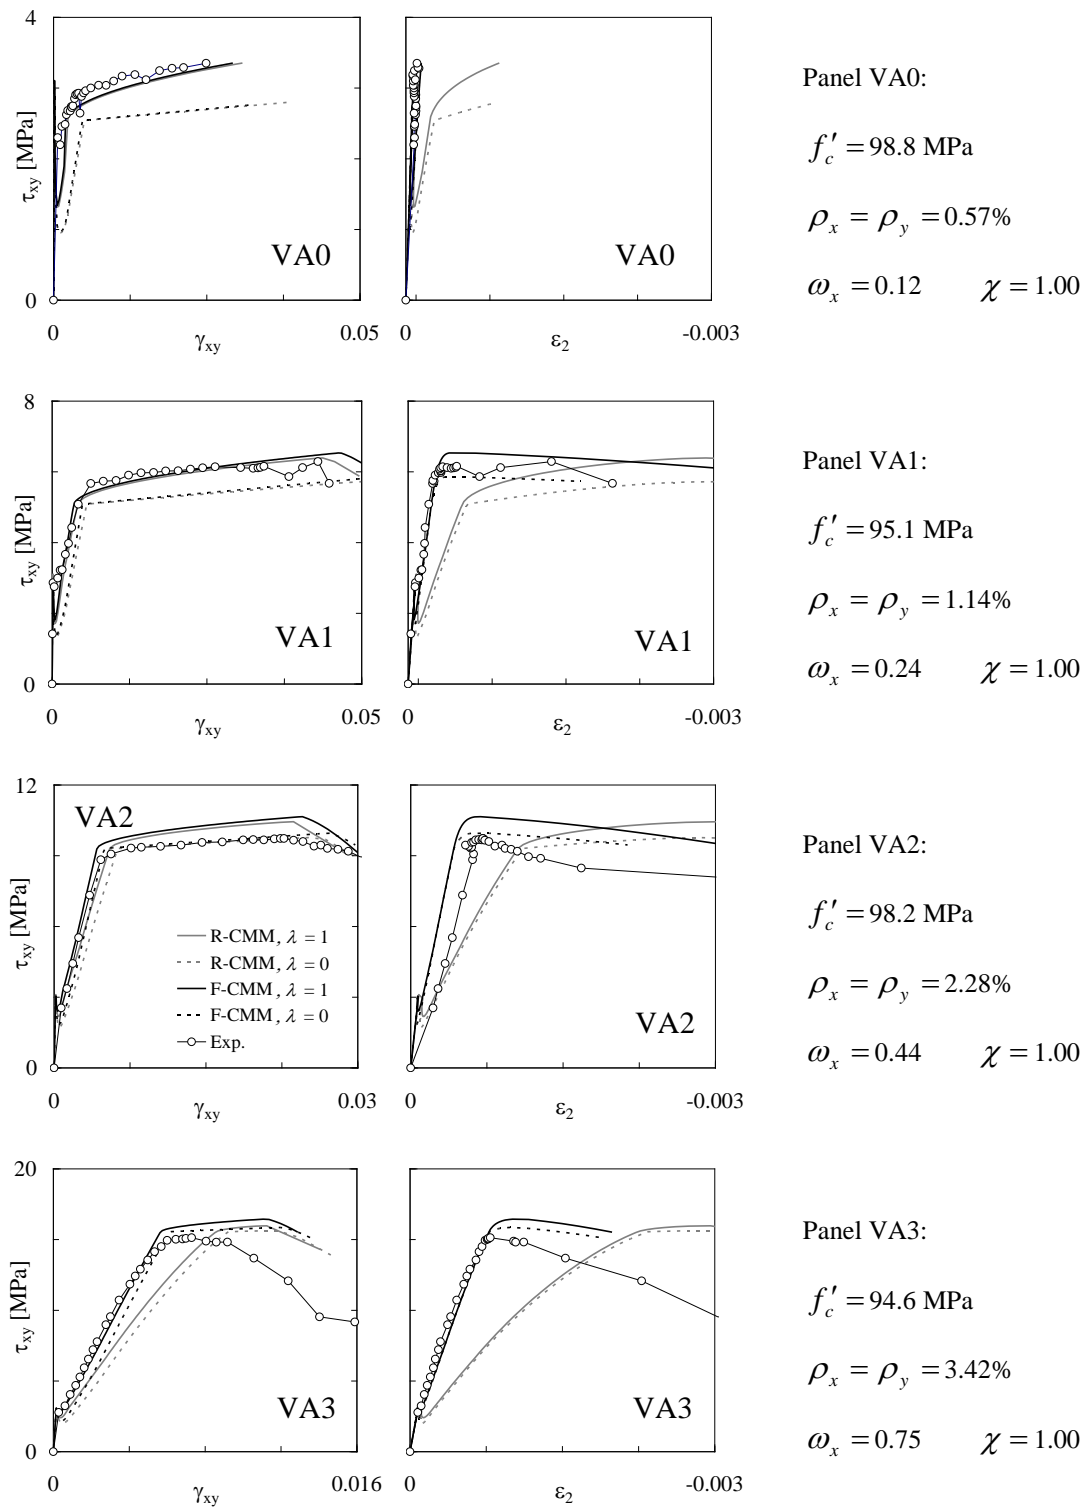 4
τxy [MPa]
VA0
VA0
0
0
γxy
0.05
0
ε2
-0.003
Panel VA0:
f′c = 98.8 MPa
ρx = ρy = 0.57%
ωx = 0.12 χ = 1.00
8
τxy [MPa]
VA1
VA1
0
0
γxy
0.05
0
ε2
-0.003
Panel VA1:
f′c = 95.1 MPa
ρx = ρy = 1.14%
ωx = 0.24 χ = 1.00
12
VA2
τxy [MPa]
R-CMM, λ = 1
R-CMM, λ = 0
F-CMM, λ = 1
F-CMM, λ = 0
Exp.
VA2
0
0
γxy
0.03
0
ε2
-0.003
Panel VA2:
f′c = 98.2 MPa
ρx = ρy = 2.28%
ωx = 0.44 χ = 1.00
20
τxy [MPa]
VA3
VA3
0
0
γxy
0.016
0
ε2
-0.003
Panel VA3:
f′c = 94.6 MPa
ρx = ρy = 3.42%
ωx = 0.75 χ = 1.00